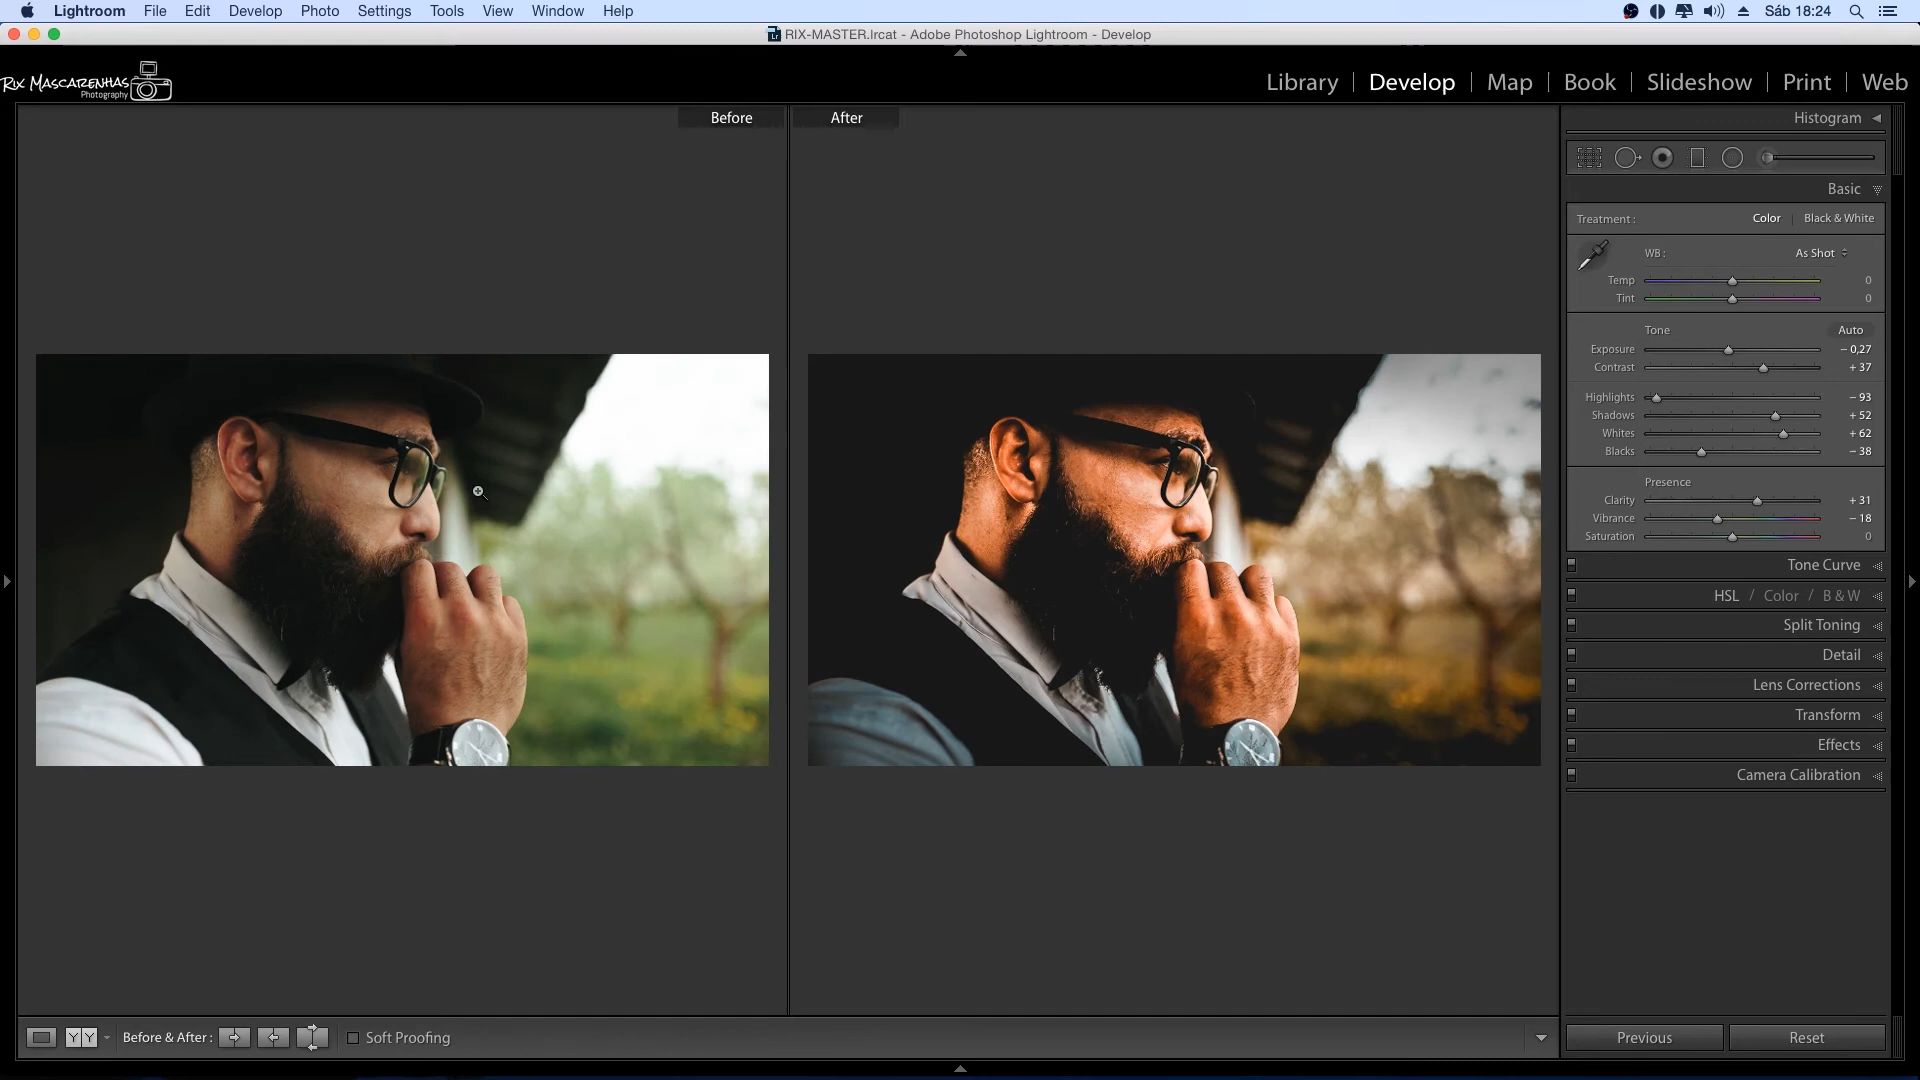 Lightroom File Edit Develop Photo Settings Tools View Window Help Sáb 18:24
RIX-MASTER.lrcat - Adobe Photoshop Lightroom - Develop
Rix Mascarenhas
Photography
Library | Develop | Map | Book | Slideshow | Print | Web
Before After
Histogram
Basic
Treatment : Color | Black & White
WB : As Shot
Temp 0
Tint 0
Tone Auto
Exposure – 0,27
Contrast + 37
Highlights – 93
Shadows + 52
Whites + 62
Blacks – 38
Presence
Clarity + 31
Vibrance – 18
Saturation 0
Tone Curve
HSL / Color / B & W
Split Toning
Detail
Lens Corrections
Transform
Effects
Camera Calibration
YY Before & After : Soft Proofing Previous Reset